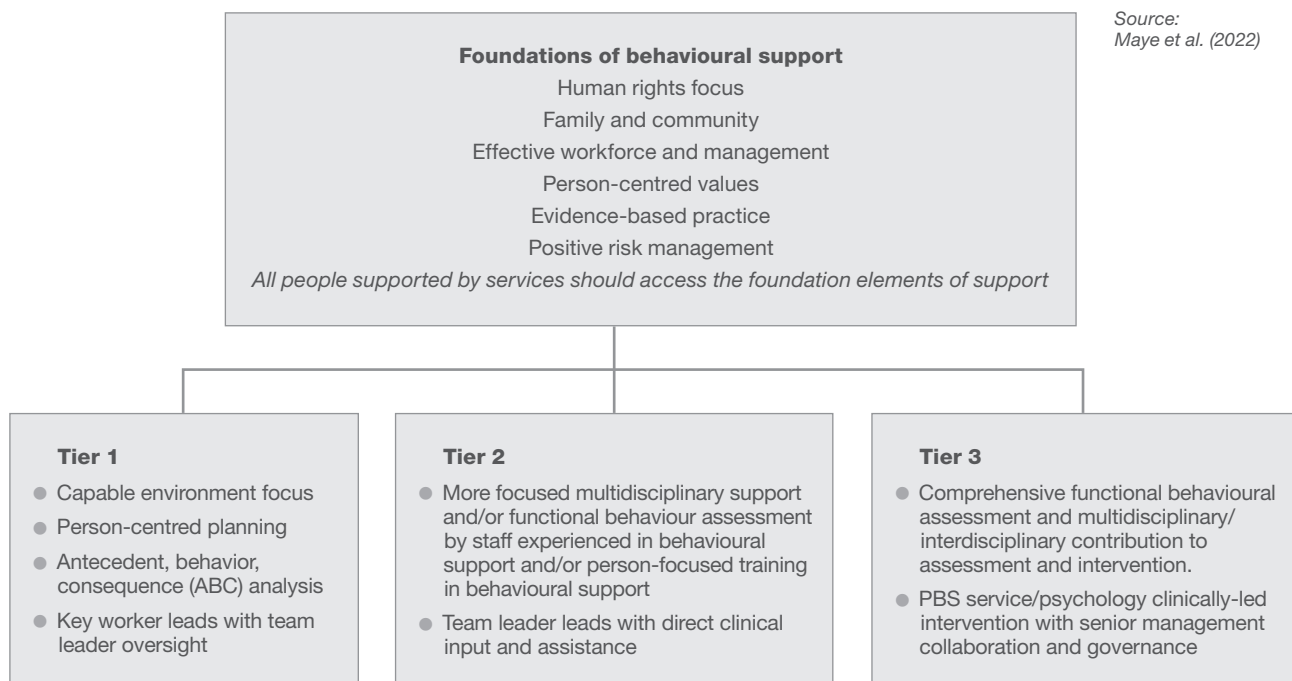 Source:
Maye et al. (2022)
Foundations of behavioural support
Human rights focus
Family and community
Effective workforce and management
Person-centred values
Evidence-based practice
Positive risk management
All people supported by services should access the foundation elements of support
Tier 1
● Capable environment focus
● Person-centred planning
● Antecedent, behavior,
consequence (ABC) analysis
● Key worker leads with team
leader oversight
Tier 2
● More focused multidisciplinary support
and/or functional behaviour assessment
by staff experienced in behavioural
support and/or person-focused training
in behavioural support
● Team leader leads with direct clinical
input and assistance
Tier 3
● Comprehensive functional behavioural
assessment and multidisciplinary/
interdisciplinary contribution to
assessment and intervention.
● PBS service/psychology clinically-led
intervention with senior management
collaboration and governance